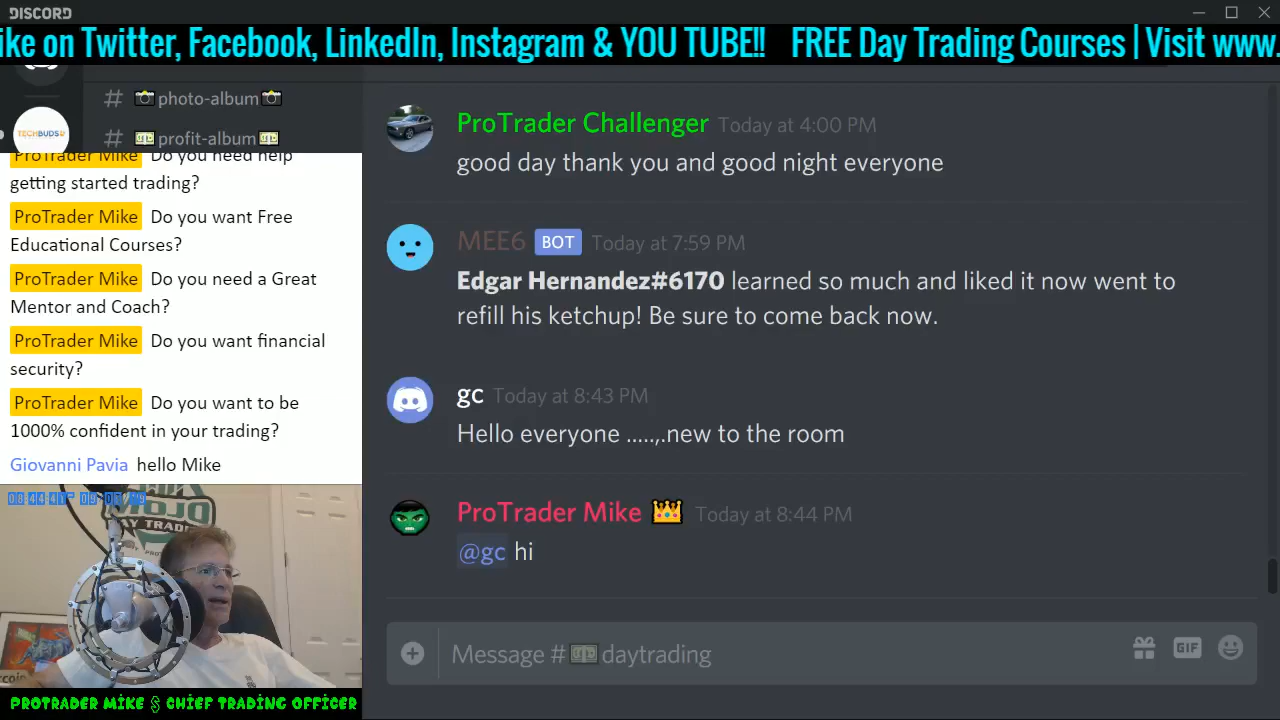 DISCORD
ike on Twitter, Facebook, LinkedIn, Instagram & YOU TUBE!! FREE Day Trading Courses | Visit www.
# 📷photo-album📷
# 💵profit-album💵
TECHBUDS
ProTrader Mike Do you need help
getting started trading?
ProTrader Mike Do you want Free
Educational Courses?
ProTrader Mike Do you need a Great
Mentor and Coach?
ProTrader Mike Do you want financial
security?
ProTrader Mike Do you want to be
1000% confident in your trading?
Giovanni Pavia hello Mike
DAY TRAD
PROTRADER MIKE $ CHIEF TRADING OFFICER
ProTrader Challenger Today at 4:00 PM
good day thank you and good night everyone
MEE6 BOT Today at 7:59 PM
Edgar Hernandez#6170 learned so much and liked it now went to
refill his ketchup! Be sure to come back now.
gc Today at 8:43 PM
Hello everyone .....,.new to the room
ProTrader Mike 👑 Today at 8:44 PM
@gc hi
Message #💵daytrading
GIF